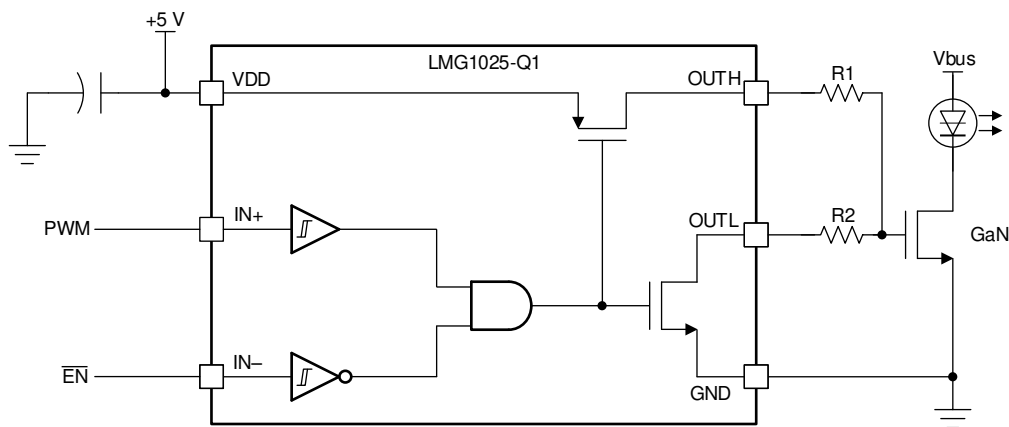 +5 V
LMG1025-Q1
VDD
OUTH
R1
Vbus
PWM
IN+
OUTL
R2
GaN
EN
IN–
GND